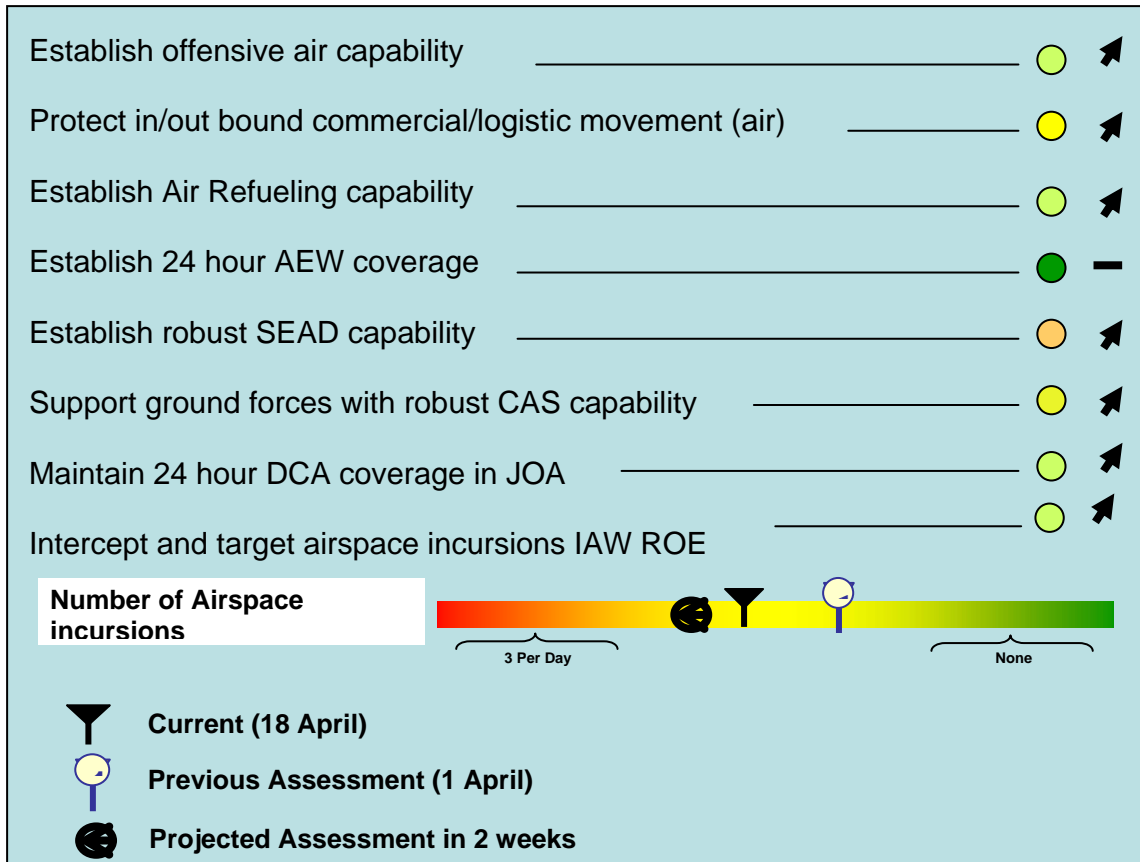 Establish offensive air capability
Protect in/out bound commercial/logistic movement (air)
Establish Air Refueling capability
Establish 24 hour AEW coverage
Establish robust SEAD capability
Support ground forces with robust CAS capability
Maintain 24 hour DCA coverage in JOA
Intercept and target airspace incursions IAW ROE
Number of Airspace
incursions
3 Per Day
None
Current (18 April)
Previous Assessment (1 April)
Projected Assessment in 2 weeks